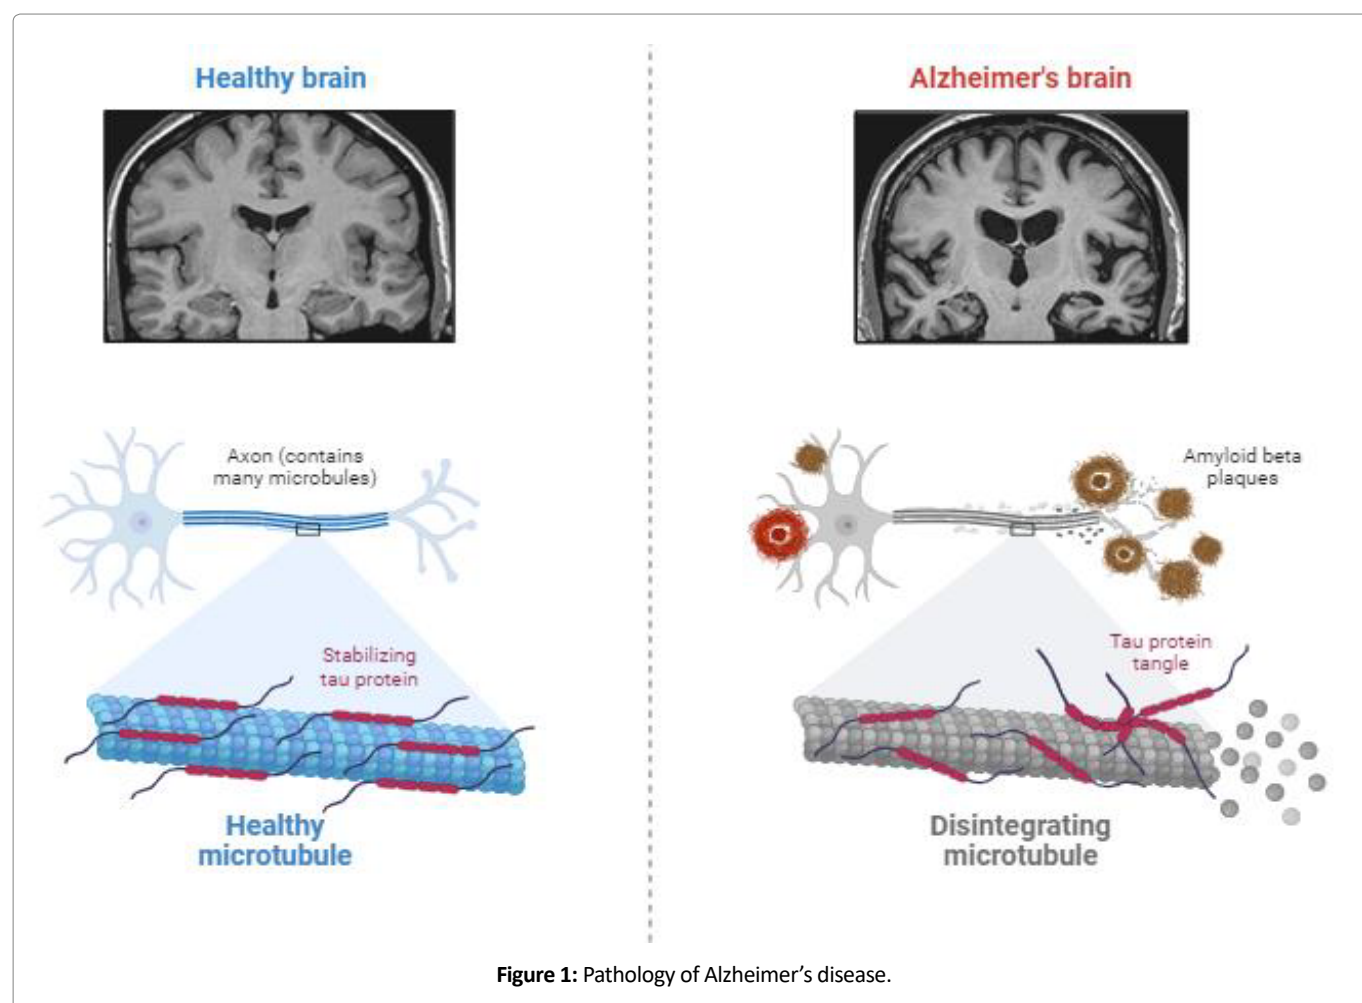 Healthy brain
Axon (contains
many microbules)
Stabilizing
tau protein
Healthy
microtubule
Alzheimer's brain
Amyloid beta
plaques
Tau protein
tangle
Disintegrating
microtubule
Figure 1: Pathology of Alzheimer’s disease.